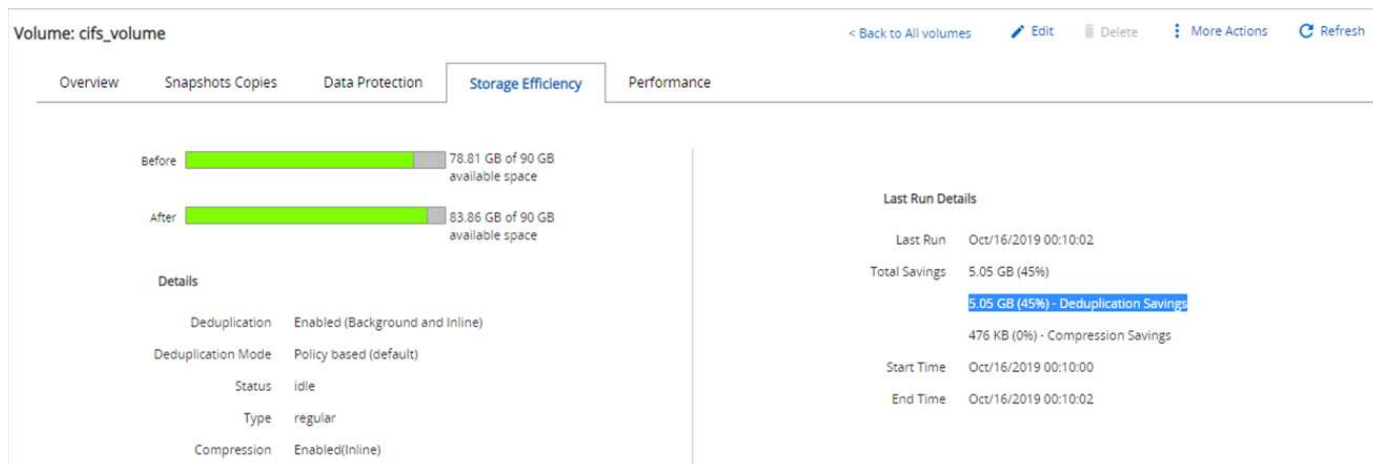 Volume: cifs_volume
< Back to All volumes Edit Delete More Actions Refresh
Overview Snapshots Copies Data Protection Storage Efficiency Performance
Before 78.81 GB of 90 GB
available space
After 83.86 GB of 90 GB
available space
Details
Deduplication Enabled (Background and Inline)
Deduplication Mode Policy based (default)
Status idle
Type regular
Compression Enabled(Inline)
Last Run Details
Last Run Oct/16/2019 00:10:02
Total Savings 5.05 GB (45%)
5.05 GB (45%) - Deduplication Savings
476 KB (0%) - Compression Savings
Start Time Oct/16/2019 00:10:00
End Time Oct/16/2019 00:10:02